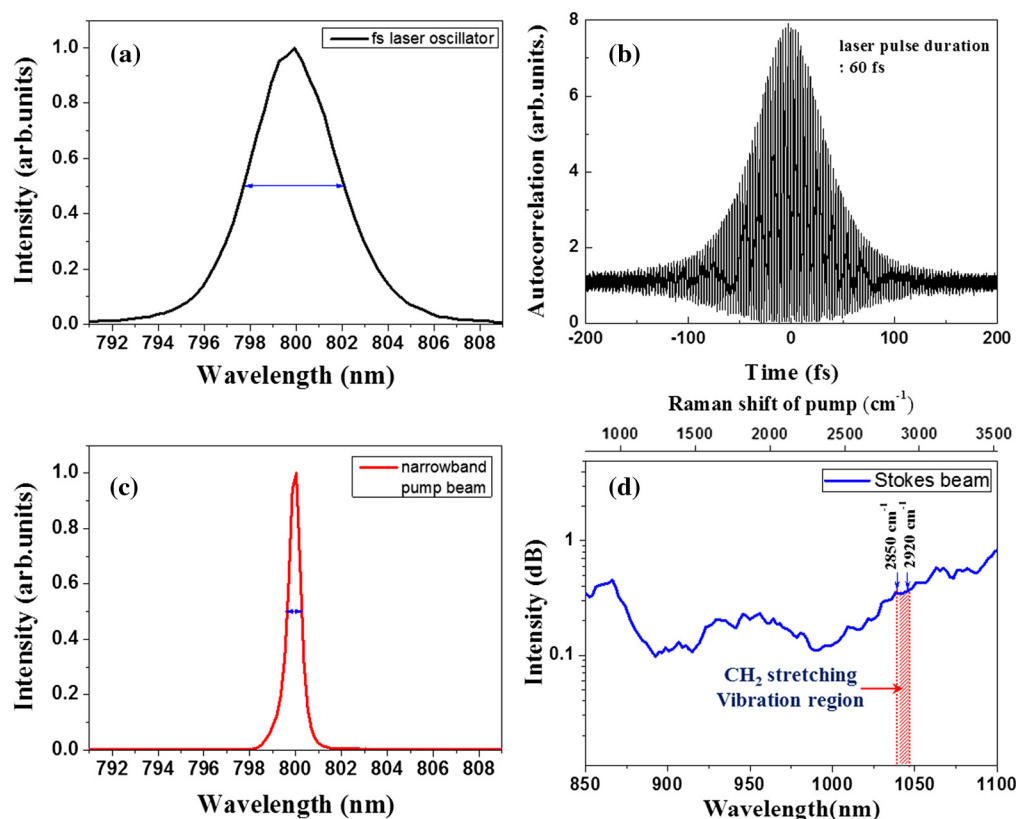 (a)
fs laser oscillator
Intensity (arb.units)
1.0
0.8
0.6
0.4
0.2
0.0
792 794 796 798 800 802 804 806 808
Wavelength (nm)
(b)
laser pulse duration
: 60 fs
Autocorrelation (arb.units.)
8
6
4
2
0
-200 -100 0 100 200
Time (fs)
(c)
narrowband
pump beam
Intensity (arb.units)
1.0
0.8
0.6
0.4
0.2
0.0
792 794 796 798 800 802 804 806 808
Wavelength (nm)
Raman shift of pump (cm⁻¹)
1000 1500 2000 2500 3000 3500
(d)
Stokes beam
2850 cm⁻¹
2920 cm⁻¹
Intensity (dB)
1
0.1
CH₂ stretching
Vibration region
850 900 950 1000 1050 1100
Wavelength(nm)